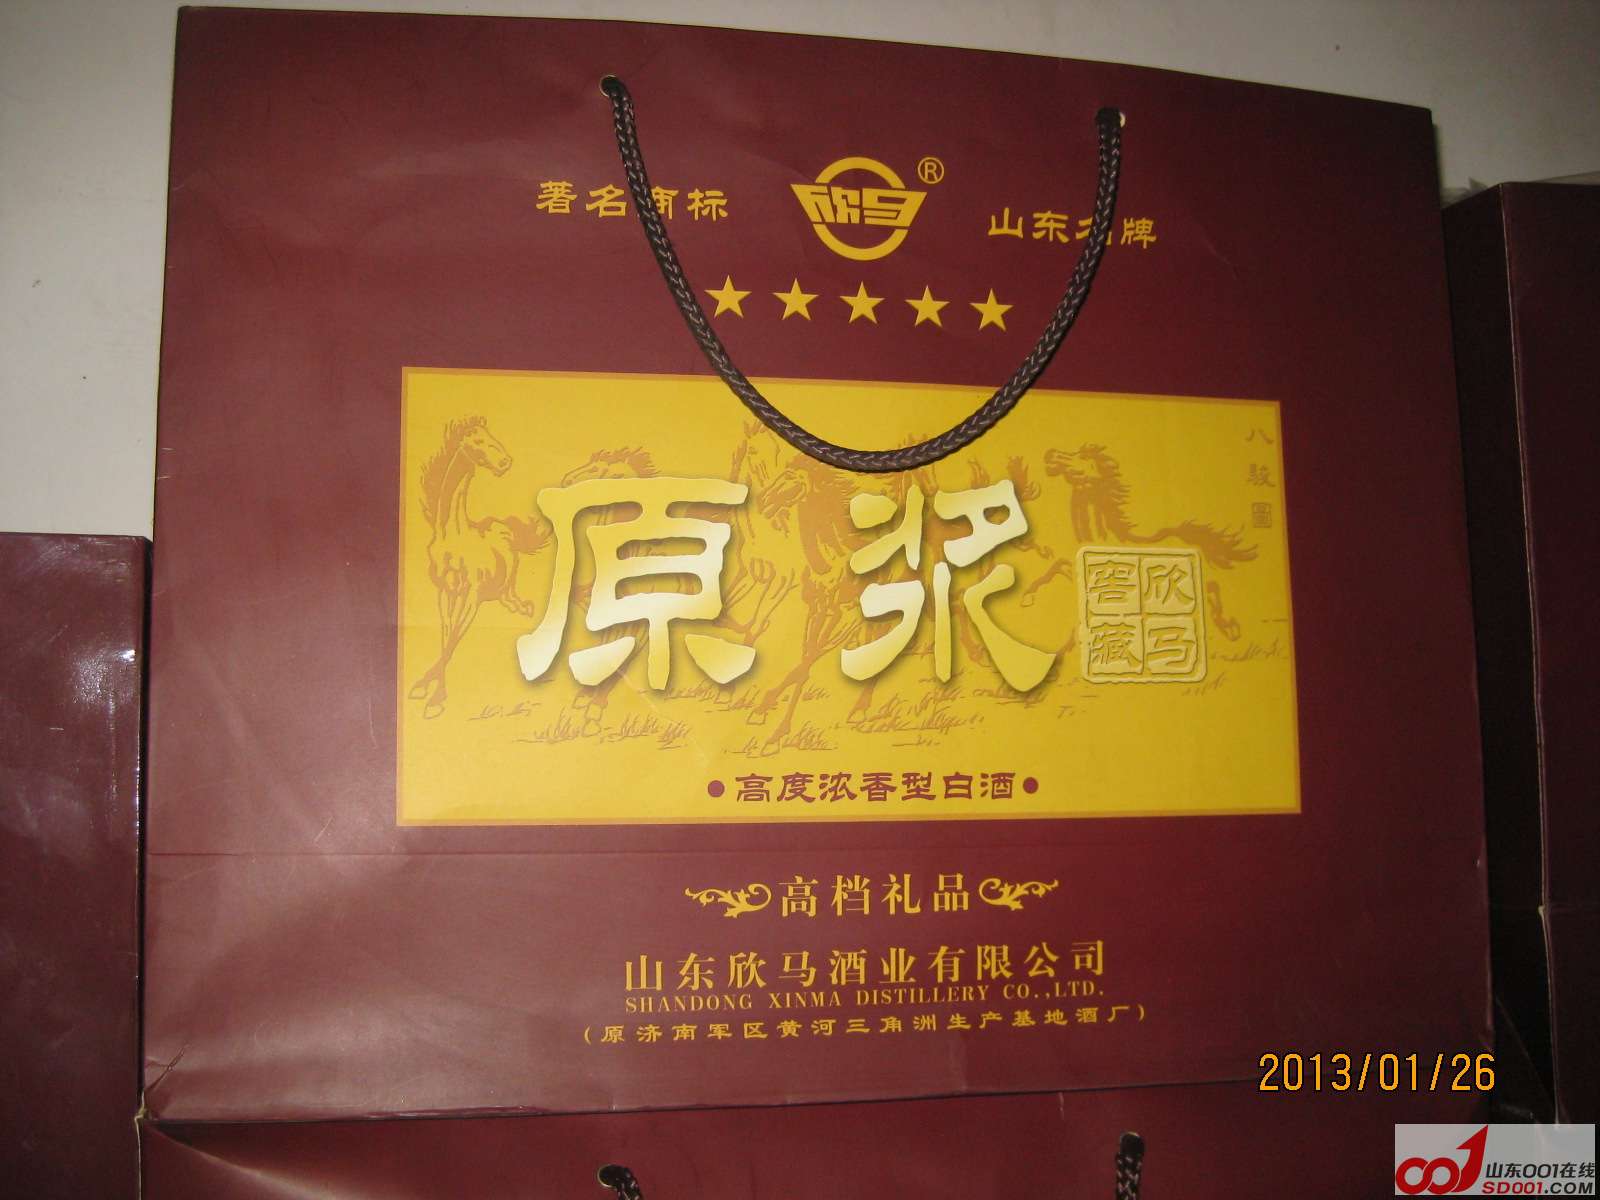 著名商标
欣马®
山东名牌
八骏图
原浆
欣马
窖藏
•高度浓香型白酒•
高档礼品
山东欣马酒业有限公司
SHANDONG XINMA DISTILLERY CO.,LTD.
(原济南军区黄河三角洲生产基地酒厂)
2013/01/26
山东001在线
SD001.COM